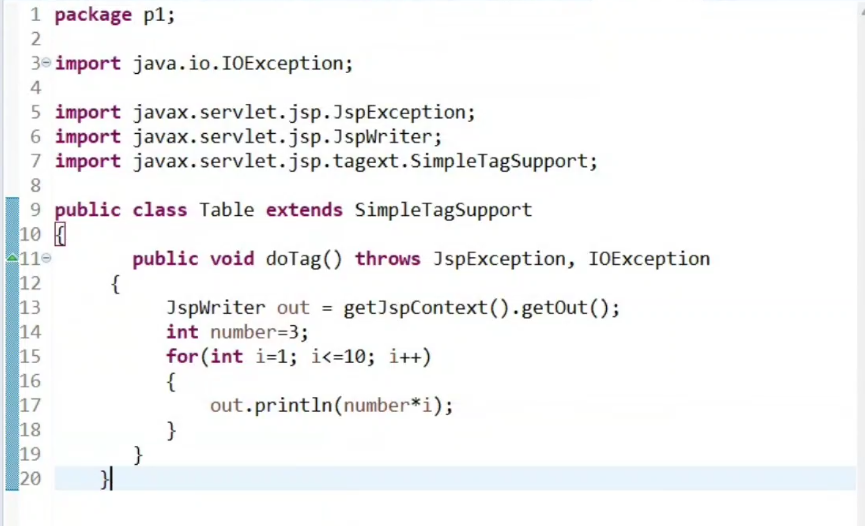 1 package p1;
2
3 import java.io.IOException;
4
5 import javax.servlet.jsp.JspException;
6 import javax.servlet.jsp.JspWriter;
7 import javax.servlet.jsp.tagext.SimpleTagSupport;
8
9 public class Table extends SimpleTagSupport
10 {
11 public void doTag() throws JspException, IOException
12 {
13 JspWriter out = getJspContext().getOut();
14 int number=3;
15 for(int i=1; i<=10; i++)
16 {
17 out.println(number*i);
18 }
19 }
20 }